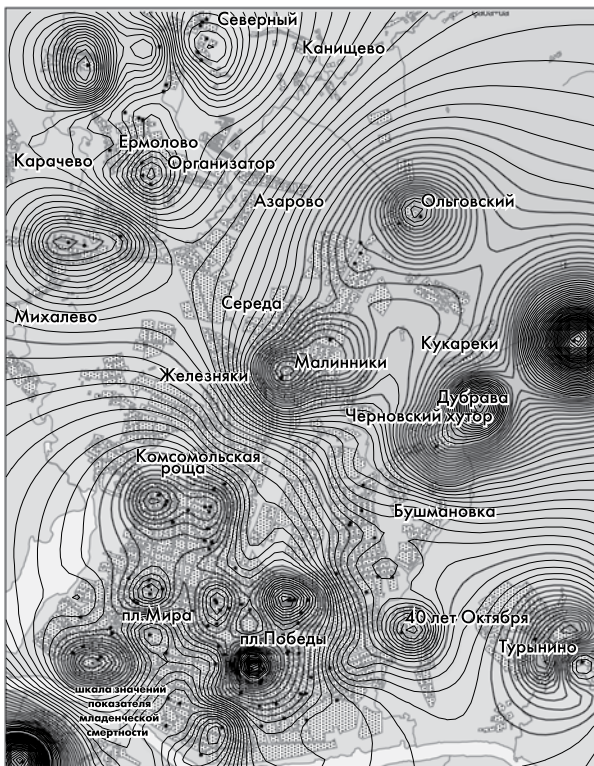 Северный
Канищево
Ермолово
Карачево
Организатор
Азарово
Ольговский
Середа
Михалево
Кукареки
Малинники
Железняки
Дубрава
Черновский хутор
Комсомольская
роща
Бушмановка
пл.Мира
40 лет Октября
пл.Победы
Турынино
шкала значений
показателя
младенческой
смертности